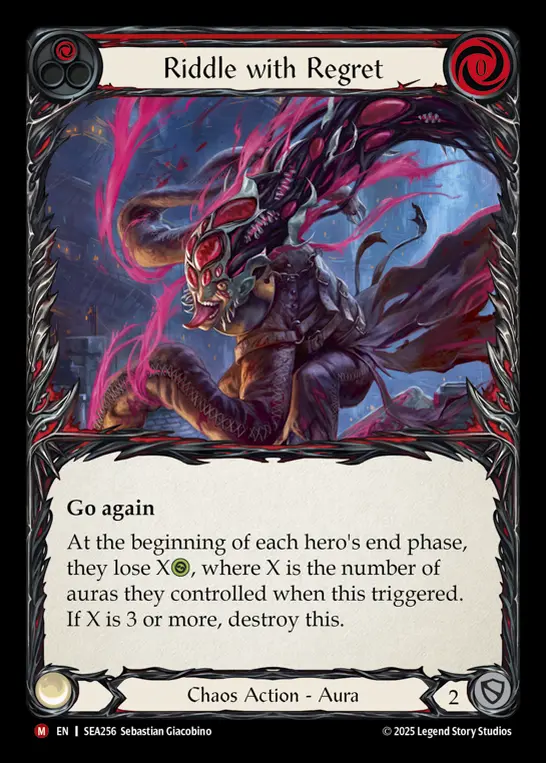 Riddle with Regret
0
Go again
At the beginning of each hero's end phase,
they lose X, where X is the number of
auras they controlled when this triggered.
If X is 3 or more, destroy this.
Chaos Action - Aura
2
M EN | SEA256 Sebastian Giacobino
© 2025 Legend Story Studios